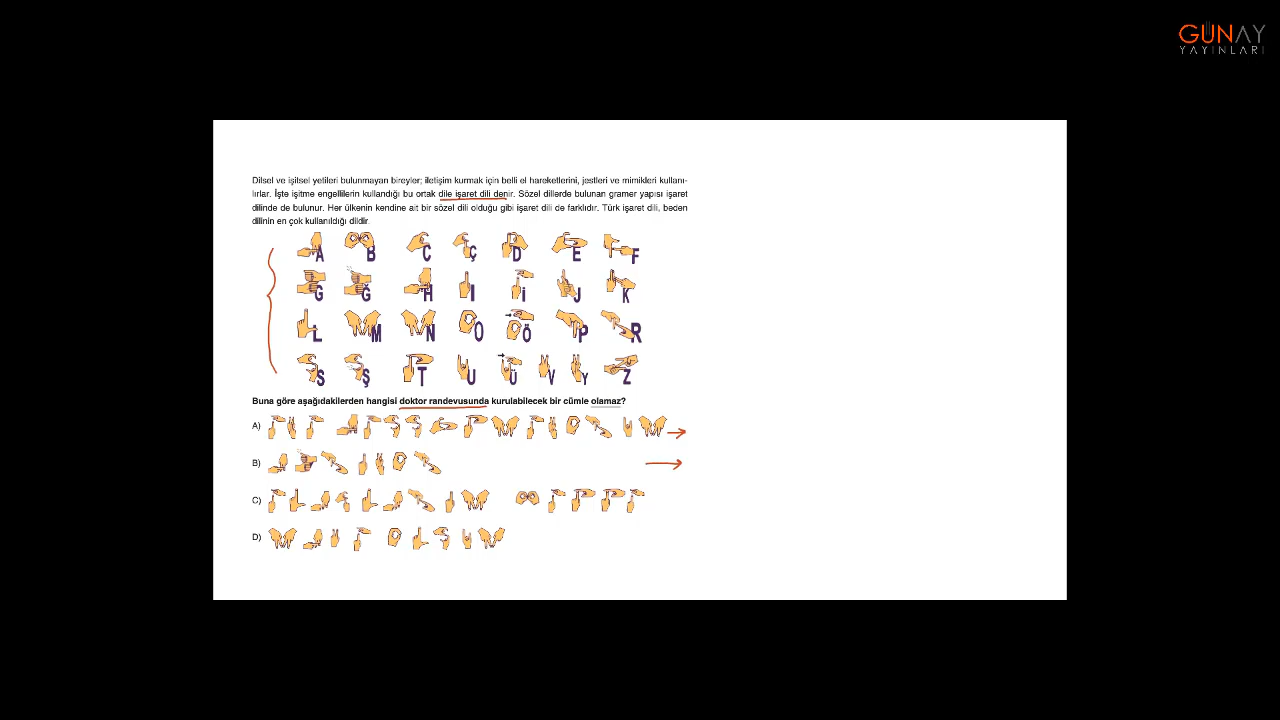 GÜNAY
YAYINLARI
Dilsel ve işitsel yetileri bulunmayan bireyler; iletişim kurmak için belli el hareketlerini, jestleri ve mimikleri kullanı-
lırlar. İşte işitme engellilerin kullandığı bu ortak dile işaret dili denir. Sözel dillerde bulunan gramer yapısı işaret
dilinde de bulunur. Her ülkenin kendine ait bir sözel dili olduğu gibi işaret dili de farklıdır. Türk işaret dili, beden
dilinin en çok kullanıldığı dildir.
A B C Ç D E F
G Ğ H I İ J K
L M N O Ö P R
S Ş T U Ü V Y Z
Buna göre aşağıdakilerden hangisi doktor randevusunda kurulabilecek bir cümle olamaz?
A)
B)
C)
D)